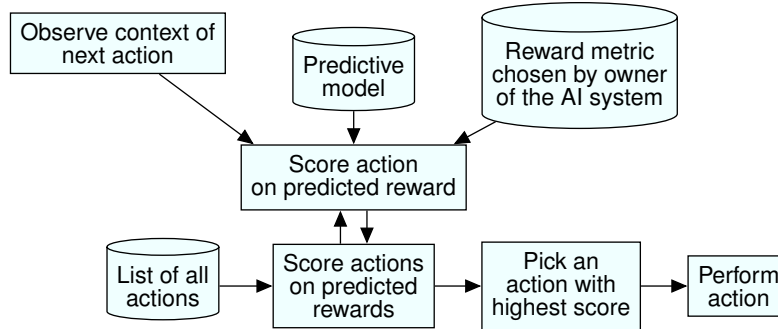 Observe context of
next action
Predictive
model
Reward metric
chosen by owner
of the AI system
Score action
on predicted reward
List of all
actions
Score actions
on predicted
rewards
Pick an
action with
highest score
Perform
action